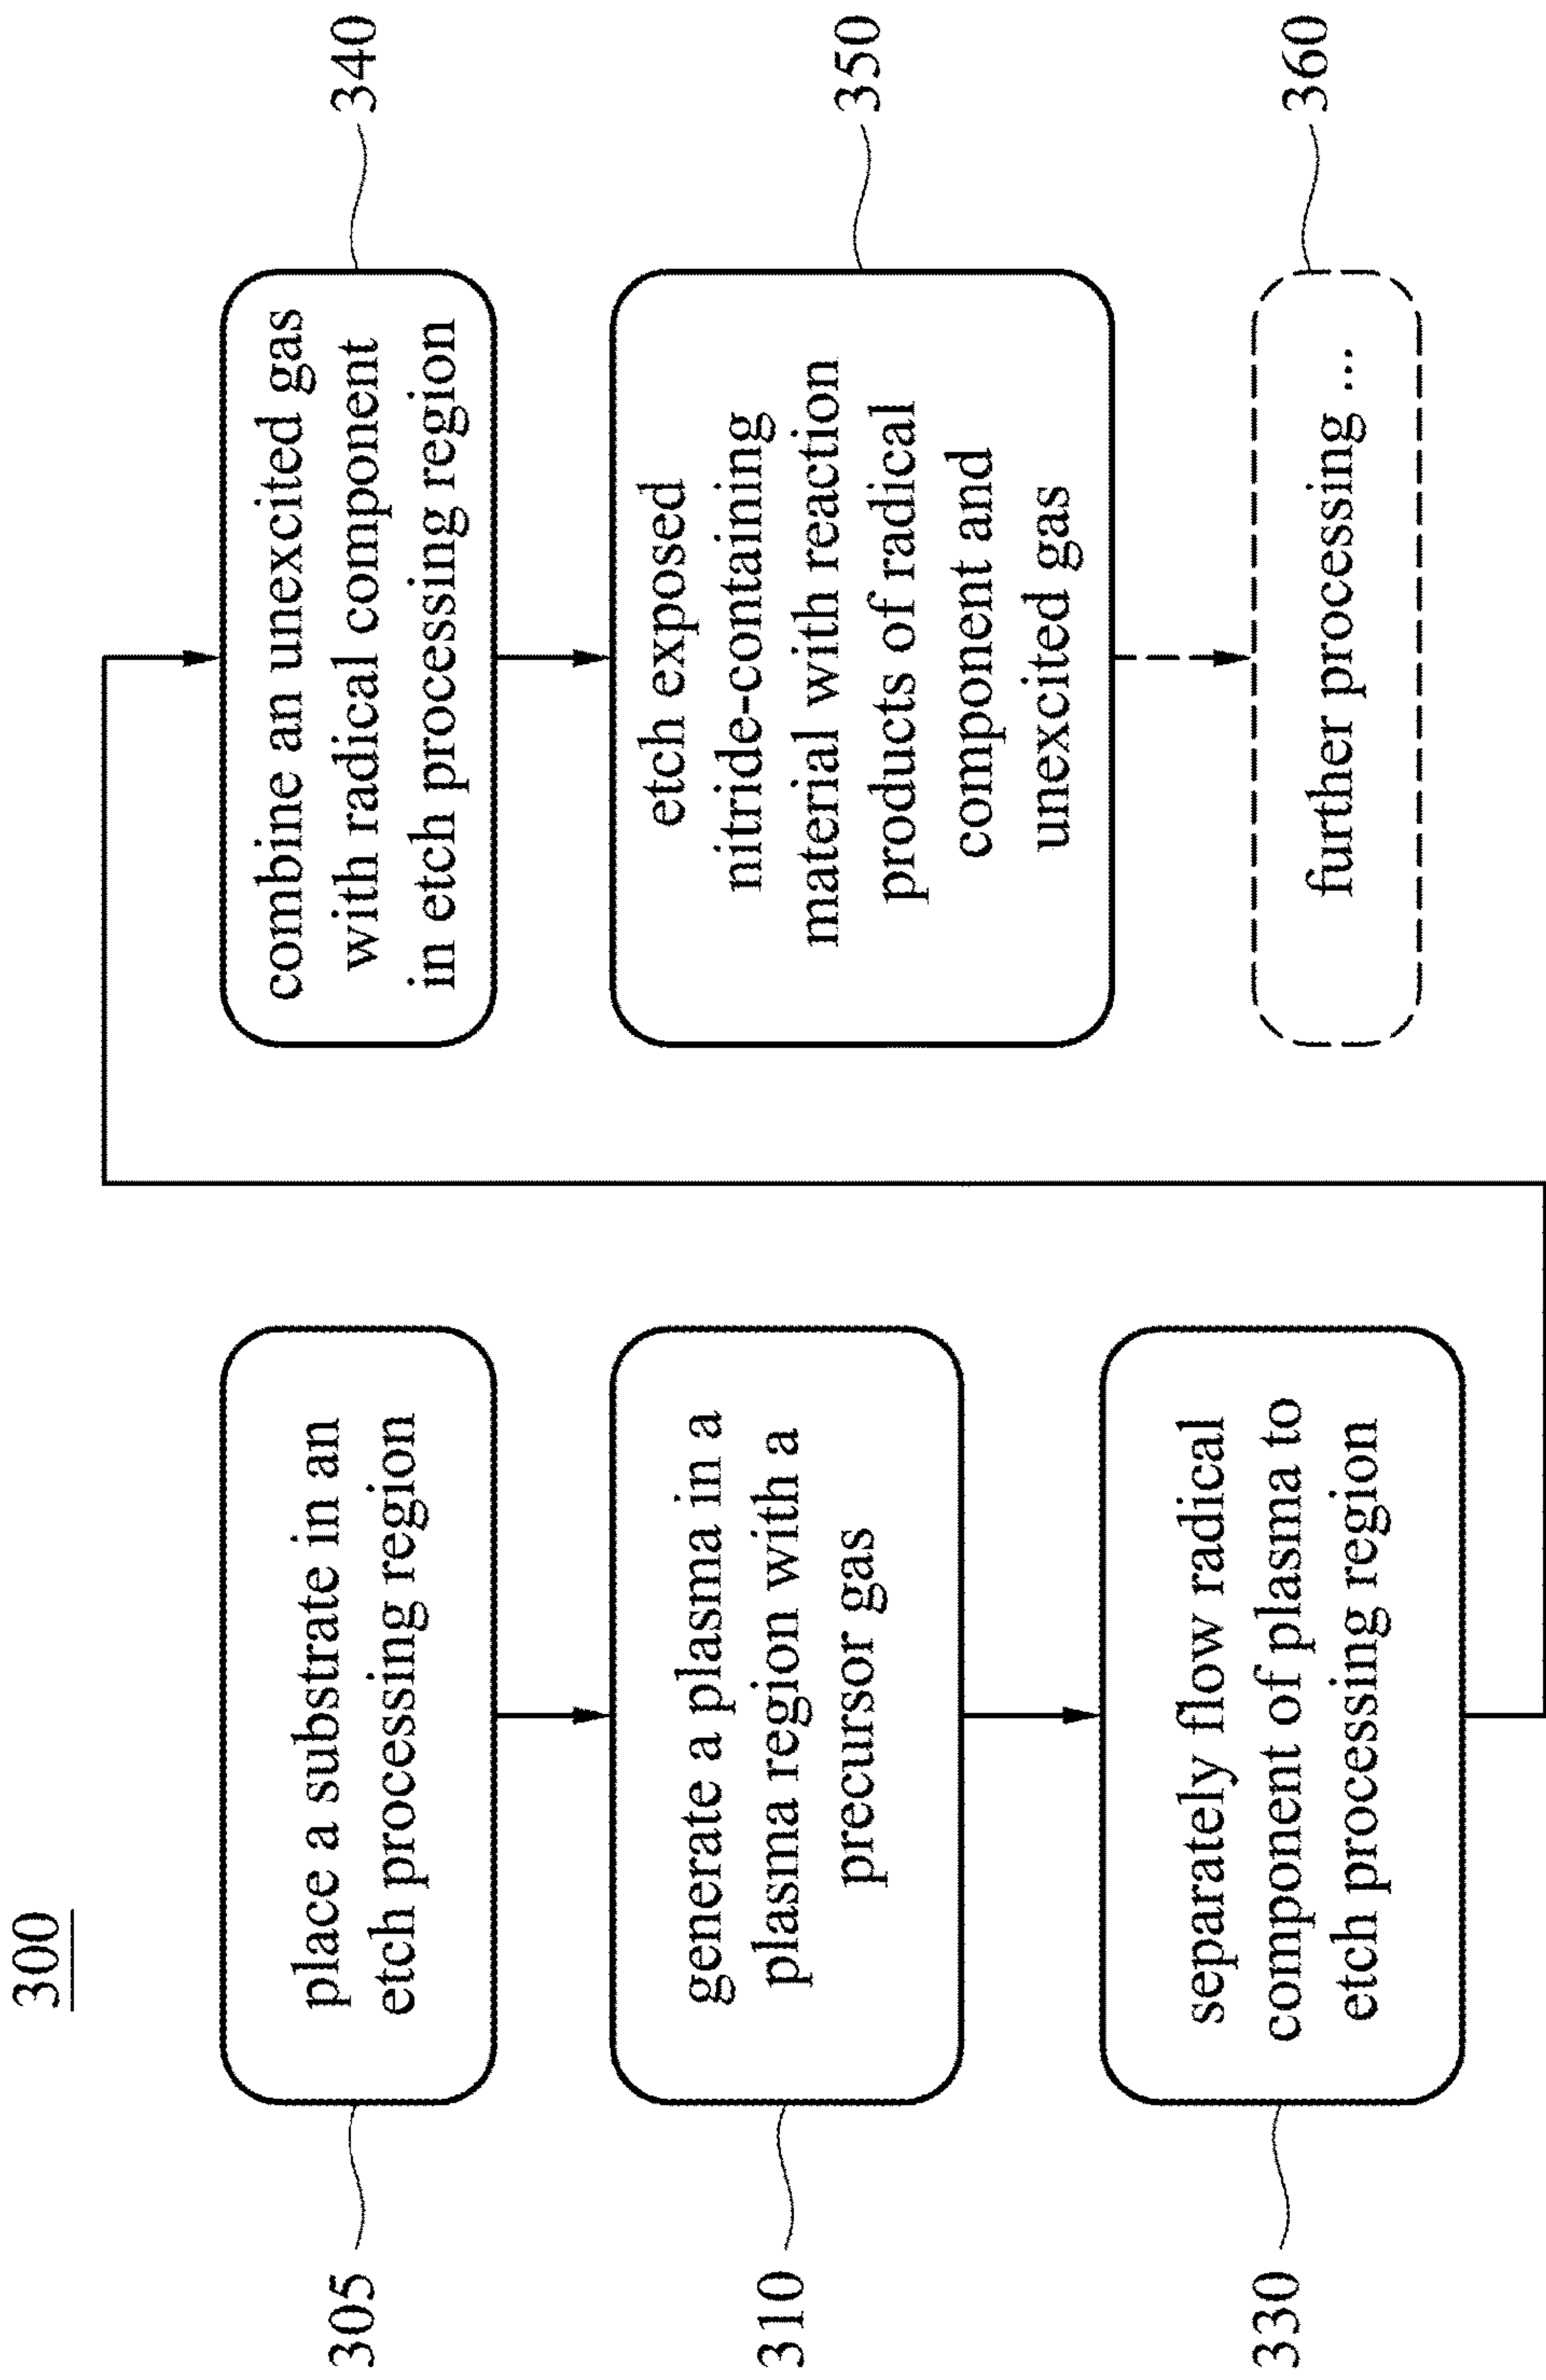 300
305
place a substrate in an
etch processing region
310
generate a plasma in a
plasma region with a
precursor gas
330
separately flow radical
component of plasma to
etch processing region
combine an unexcited gas
with radical component
in etch processing region
340
etch exposed
nitride-containing
material with reaction
products of radical
component and
unexcited gas
350
further processing ...
360